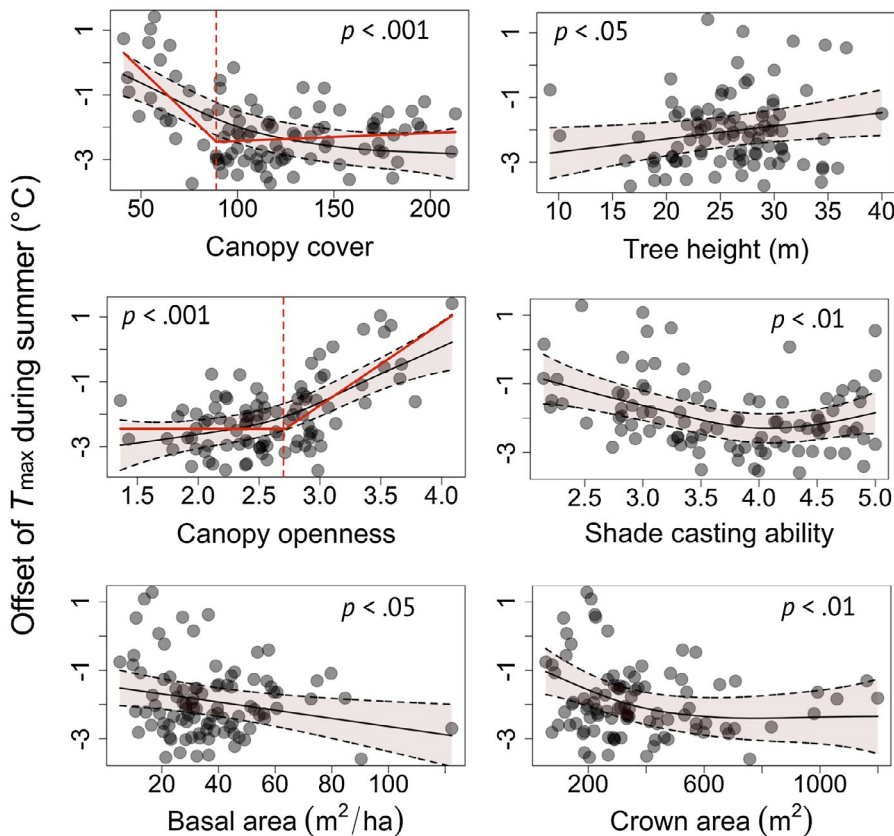 Offset of Tmax during summer (°C)
p < .001
1
-1
-3
50 100 150 200
Canopy cover
p < .05
1
-1
-3
10 15 20 25 30 35 40
Tree height (m)
p < .001
1
-1
-3
1.5 2.0 2.5 3.0 3.5 4.0
Canopy openness
p < .01
1
-1
-3
2.5 3.0 3.5 4.0 4.5 5.0
Shade casting ability
p < .05
1
-1
-3
20 40 60 80 100
Basal area (m²/ha)
p < .01
1
-1
-3
200 600 1000
Crown area (m²)